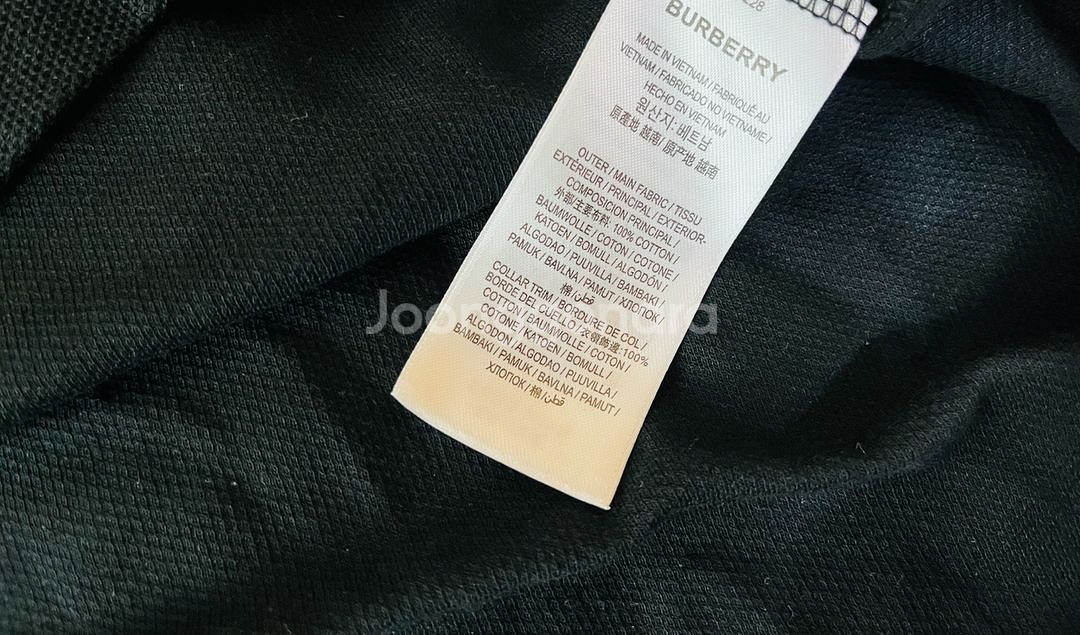 BURBERRY
MADE IN VIETNAM / FABRIQUÉ AU
VIETNAM / FABRICADO NO VIETNAME /
HECHO EN VIETNAM
원산지: 베트남
原產地 越南/ 原产地 越南
OUTER / MAIN FABRIC / TISSU
EXTÉRIEUR / PRINCIPAL / EXTERIOR-
COMPOSICION PRINCIPAL /
外部/主要布料: 100% COTTON /
BAUMWOLLE / COTON / COTONE /
KATOEN / BOMULL / ALGODÓN /
ALGODAO / PUUVILLA / BAMBAKI /
PAMUK / BAVLNA / PAMUT / ХЛОПОК /
棉 / قطن
COLLAR TRIM / BORDURE DE COL /
BORDE DEL CUELLO / 衣領飾邊: 100%
COTTON / BAUMWOLLE / COTON /
COTONE / KATOEN / BOMULL /
ALGODON / ALGODAO / PUUVILLA /
BAMBAKI / PAMUK / BAVLNA / PAMUT /
ХЛОПОК / 棉 / قطن